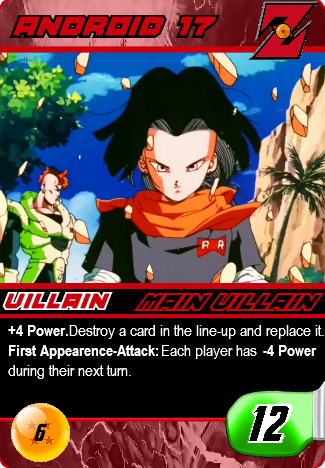 ANDROID 17
Z
R R
VILLAIN MAIN VILLAIN
+4 Power.Destroy a card in the line-up and replace it.
First Appearence-Attack: Each player has -4 Power
during their next turn.
6
12